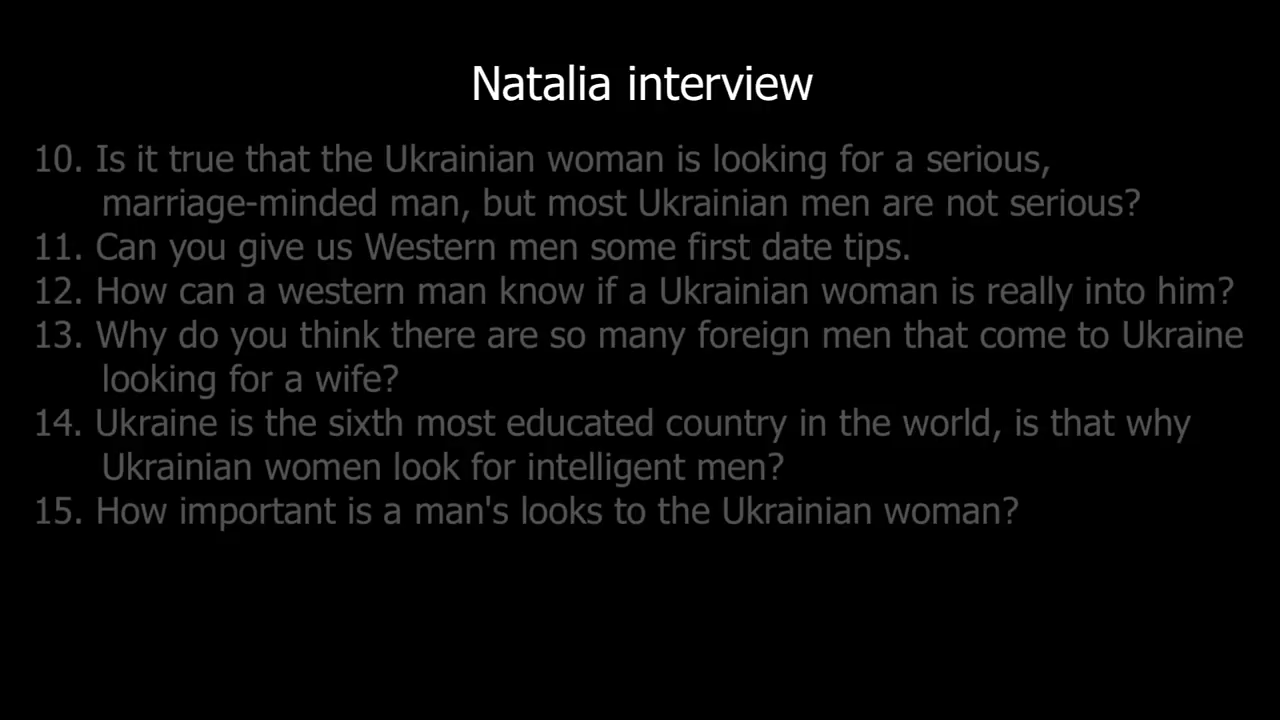 Natalia interview
10. Is it true that the Ukrainian woman is looking for a serious,
marriage-minded man, but most Ukrainian men are not serious?
11. Can you give us Western men some first date tips.
12. How can a western man know if a Ukrainian woman is really into him?
13. Why do you think there are so many foreign men that come to Ukraine
looking for a wife?
14. Ukraine is the sixth most educated country in the world, is that why
Ukrainian women look for intelligent men?
15. How important is a man's looks to the Ukrainian woman?